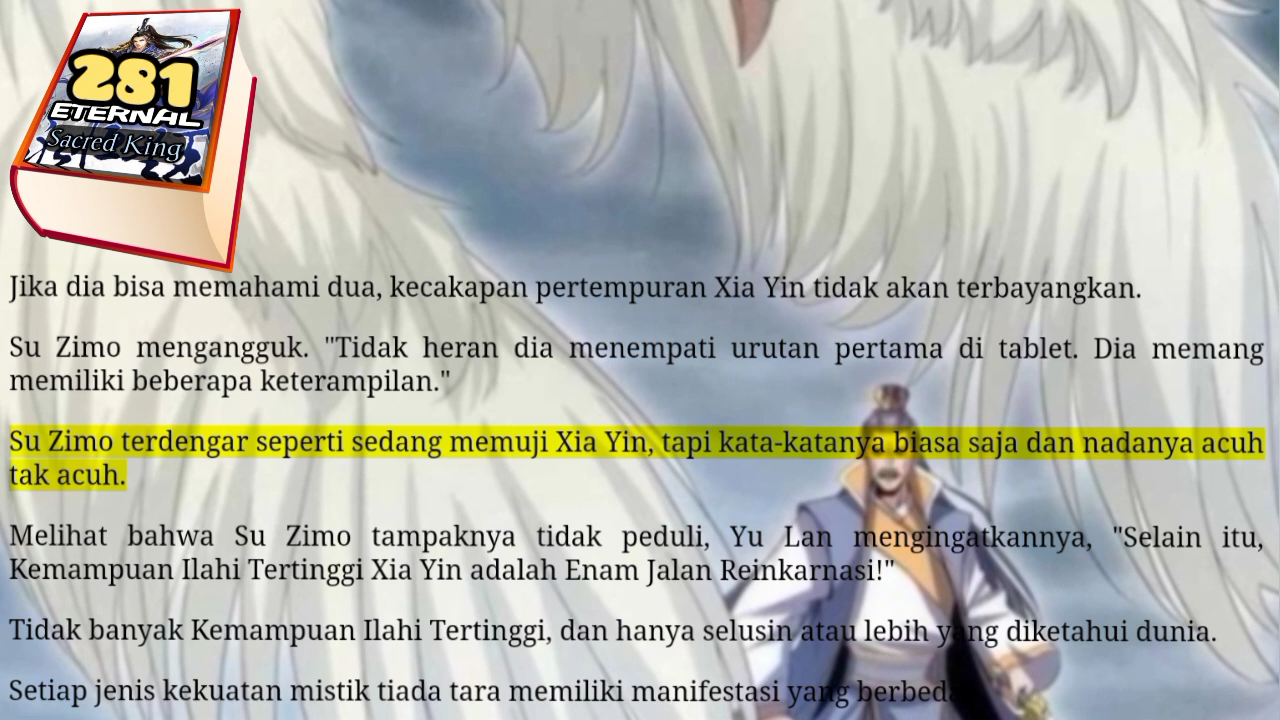 281
ETERNAL
Sacred King
Jika dia bisa memahami dua, kecakapan pertempuran Xia Yin tidak akan terbayangkan.
Su Zimo mengangguk. "Tidak heran dia menempati urutan pertama di tablet. Dia memang
memiliki beberapa keterampilan."
Su Zimo terdengar seperti sedang memuji Xia Yin, tapi kata-katanya biasa saja dan nadanya acuh
tak acuh.
Melihat bahwa Su Zimo tampaknya tidak peduli, Yu Lan mengingatkannya, "Selain itu,
Kemampuan Ilahi Tertinggi Xia Yin adalah Enam Jalan Reinkarnasi!"
Tidak banyak Kemampuan Ilahi Tertinggi, dan hanya selusin atau lebih yang diketahui dunia.
Setiap jenis kekuatan mistik tiada tara memiliki manifestasi yang berbeda